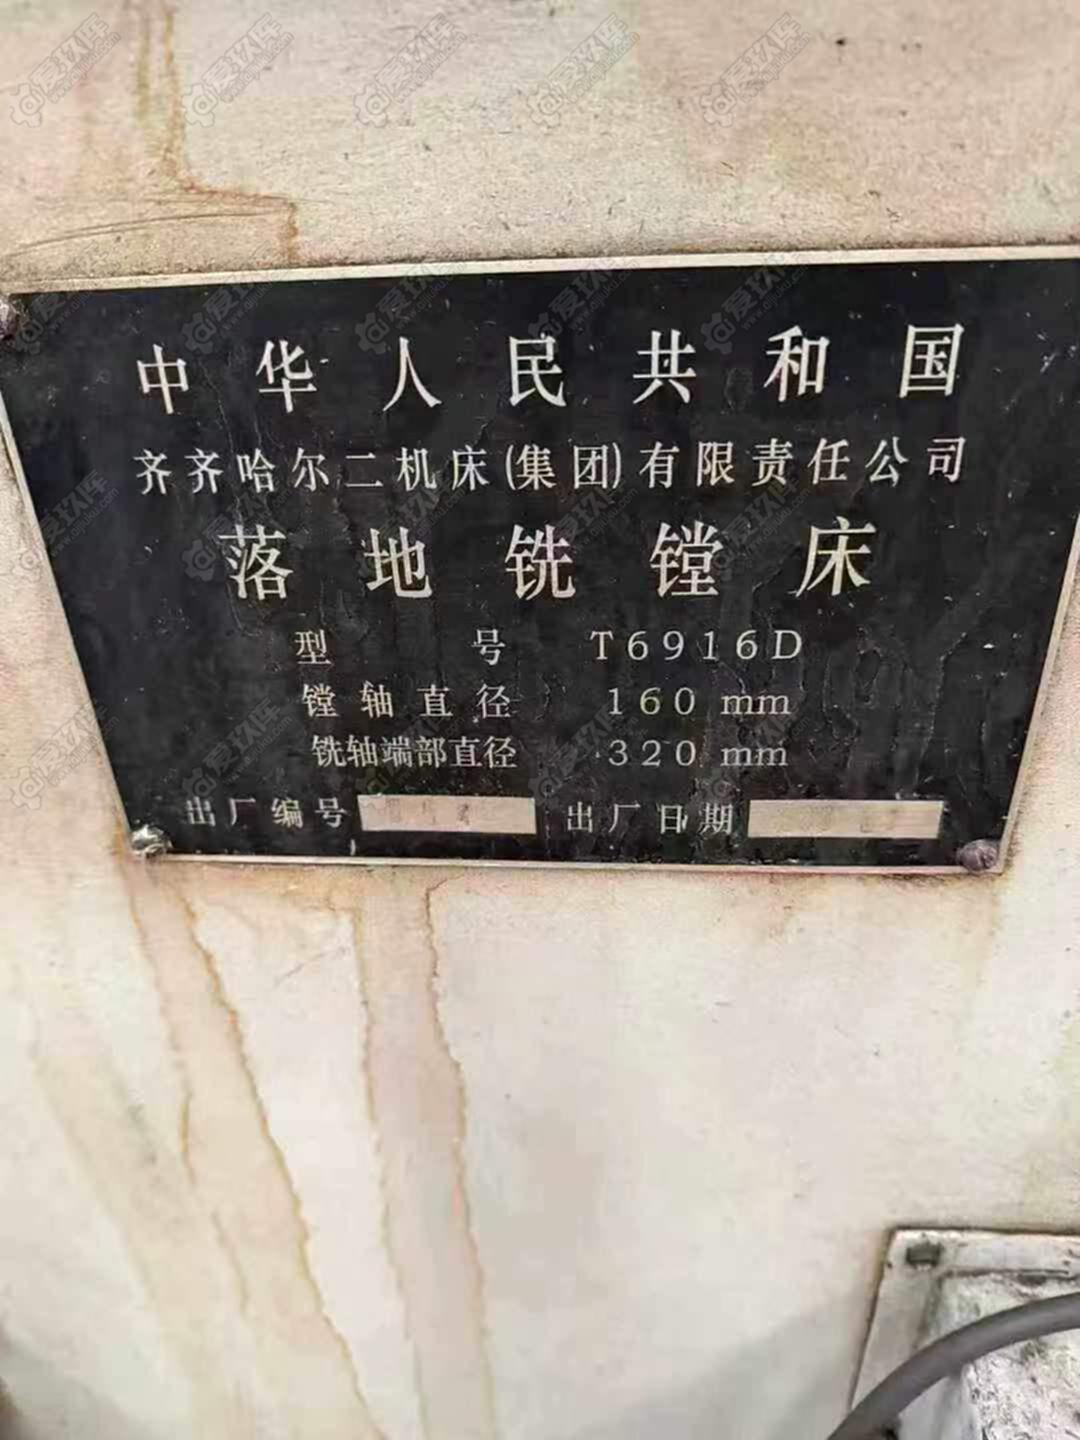 中华人民共和国
齐齐哈尔二机床(集团)有限责任公司
落地铣镗床
型号 T6916D
镗轴直径 160 mm
铣轴端部直径 320 mm
出厂编号 出厂日期